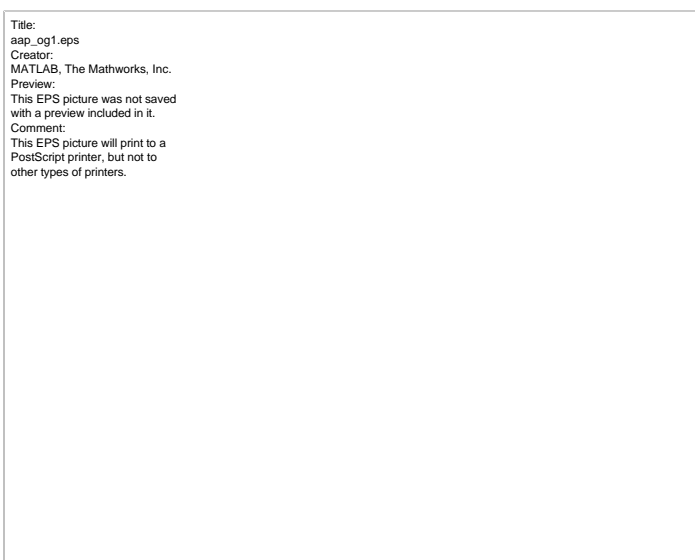 Title:
aap_og1.eps
Creator:
MATLAB, The Mathworks, Inc.
Preview:
This EPS picture was not saved
with a preview included in it.
Comment:
This EPS picture will print to a
PostScript printer, but not to
other types of printers.